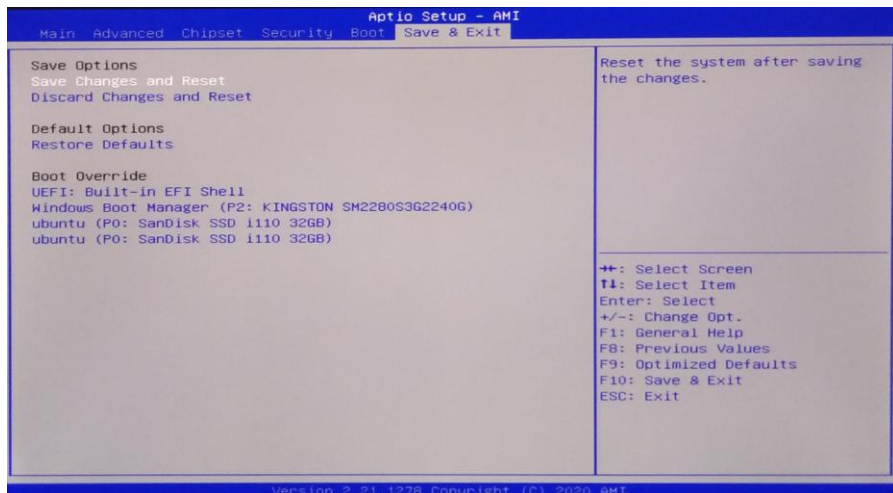 Aptio Setup - AMI
Main Advanced Chipset Security Boot Save & Exit
Save Options
Save Changes and Reset
Discard Changes and Reset
Default Options
Restore Defaults
Boot Override
UEFI: Built-in EFI Shell
Windows Boot Manager (P2: KINGSTON SM2280S3G2240G)
ubuntu (P0: SanDisk SSD i110 32GB)
ubuntu (P0: SanDisk SSD i110 32GB)
Reset the system after saving
the changes.
→←: Select Screen
↑↓: Select Item
Enter: Select
+/-: Change Opt.
F1: General Help
F8: Previous Values
F9: Optimized Defaults
F10: Save & Exit
ESC: Exit
Version 2.21.1278 Copyright (C) 2020 AMI